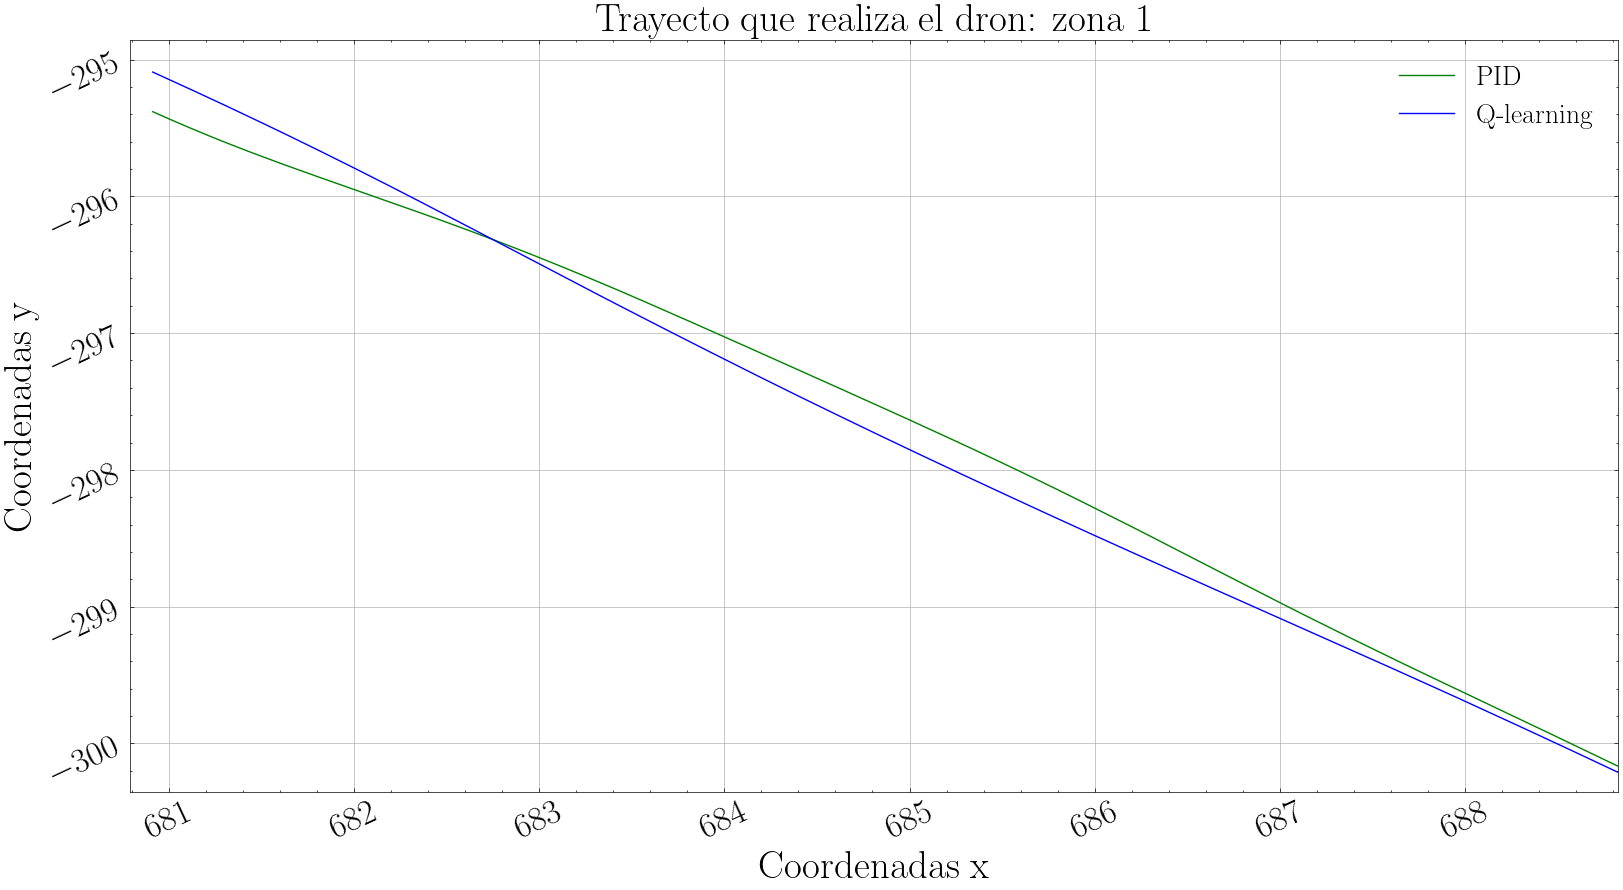 Trayecto que realiza el dron: zona 1
PID
Q-learning
Coordenadas y
−295
−296
−297
−298
−299
−300
681 682 683 684 685 686 687 688
Coordenadas x